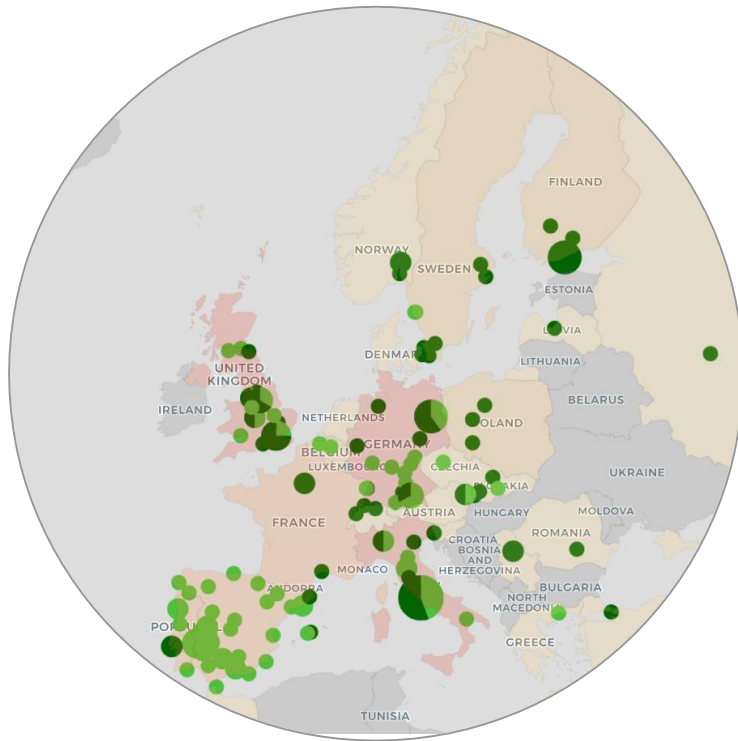 FINLAND
NORWAY
SWEDEN
ESTONIA
LATVIA
DENMARK
LITHUANIA
UNITED
KINGDOM
BELARUS
IRELAND
NETHERLANDS
POLAND
BELGIUM
GERMANY
LUXEMBOURG
CZECHIA
UKRAINE
SLOVAKIA
FRANCE
AUSTRIA
HUNGARY
MOLDOVA
ROMANIA
CROATIA
BOSNIA
AND
HERZEGOVINA
MONACO
ANDORRA
BULGARIA
NORTH
MACEDONIA
PORTUGAL
GREECE
TUNISIA